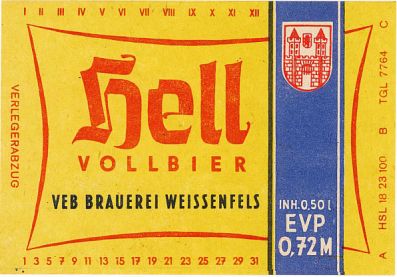 I II III IV V VI VII VIII IX X XI XII
Hell
VOLLBIER
VEB BRAUEREI WEISSENFELS
1 3 5 7 9 11 13 15 17 19 21 23 25 27 29 31
VERLEGERABZUG
INH. 0,50 l
EVP
0,72 M
A HSL 18 23 100 B TGL 7764 C